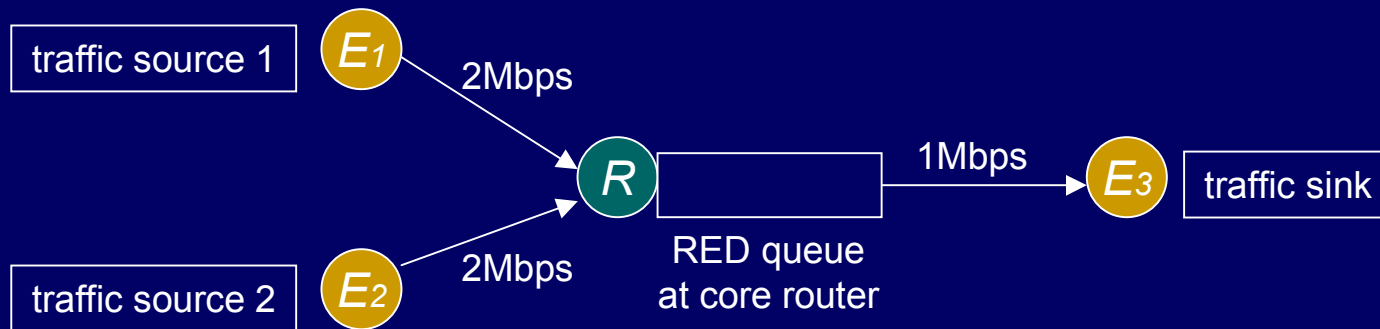 traffic source 1
E1
2Mbps
R
1Mbps
E3
traffic sink
RED queue
at core router
2Mbps
traffic source 2
E2